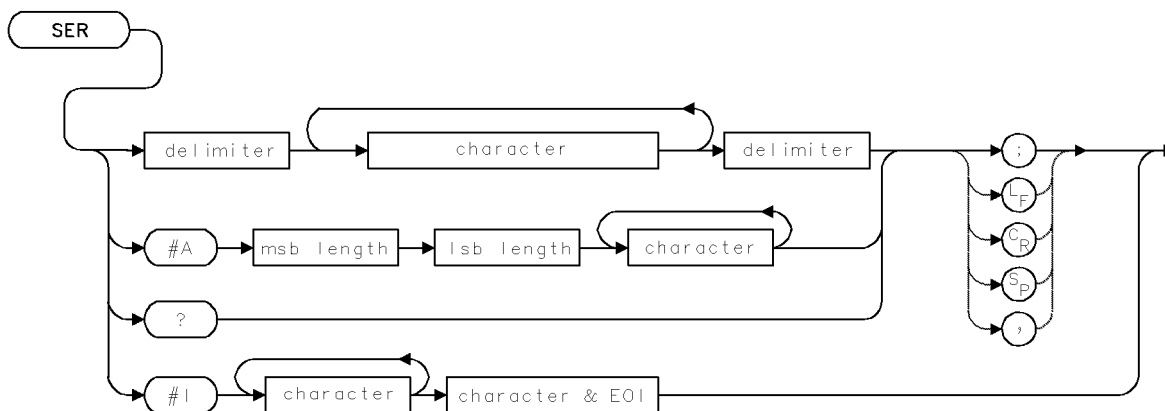 SER
delimiter character delimiter ;
LF
#A msb length lsb length character CR
SP
? ,
#I character character & EOI